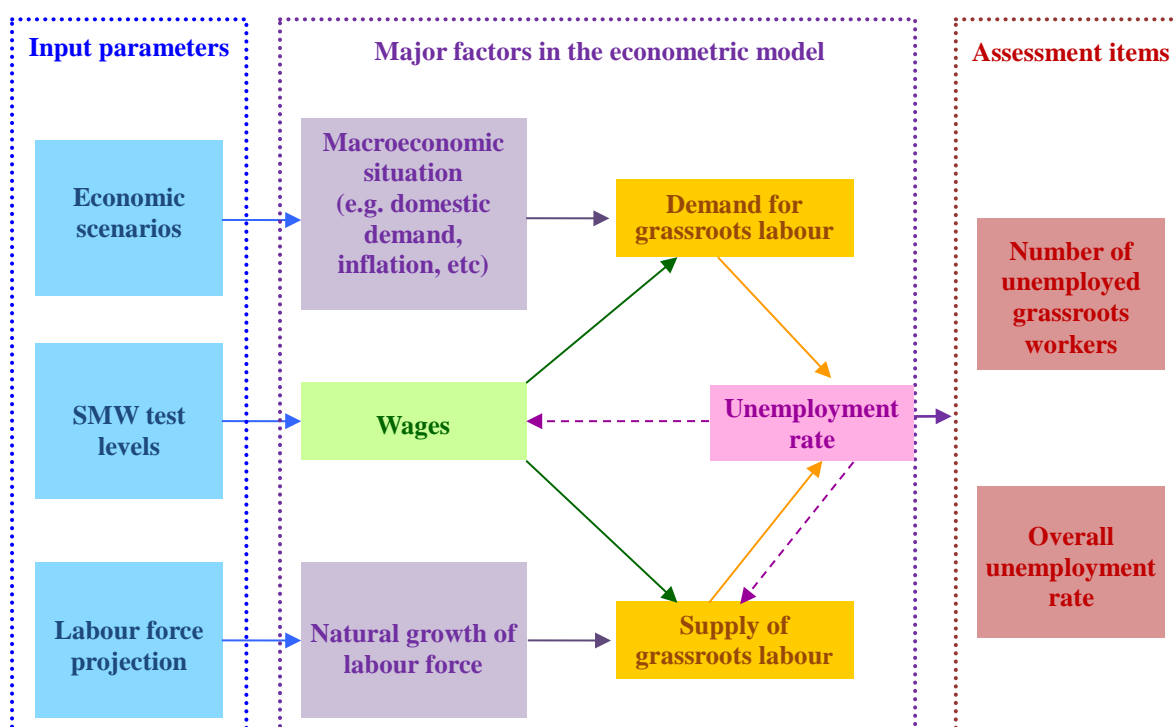 Input parameters
Major factors in the econometric model
Assessment items
Economic
scenarios
Macroeconomic
situation
(e.g. domestic
demand,
inflation, etc)
Demand for
grassroots labour
Number of
unemployed
grassroots
workers
SMW test
levels
Wages
Unemployment
rate
Overall
unemployment
rate
Labour force
projection
Natural growth of
labour force
Supply of
grassroots labour